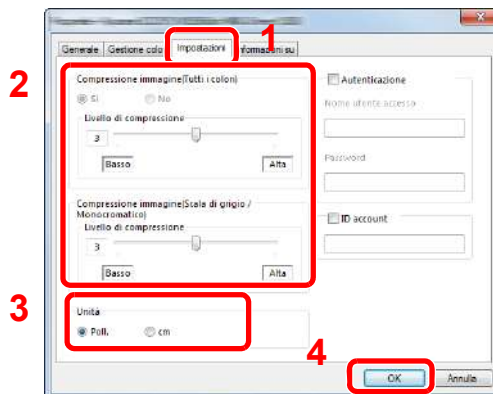 1
Generale Gestione colo Impostazioni nformazioni su
2
Compressione immagine(Tutti i colori)
Sì No
Livello di compressione
3
Basso Alta
Compressione immagine(Scala di grigio /
Monocromatico)
Livello di compressione
3
Basso Alta
Autenticazione
Nome utente accesso
Password
ID account
3
Unità
Poll. cm
4
OK Annulla